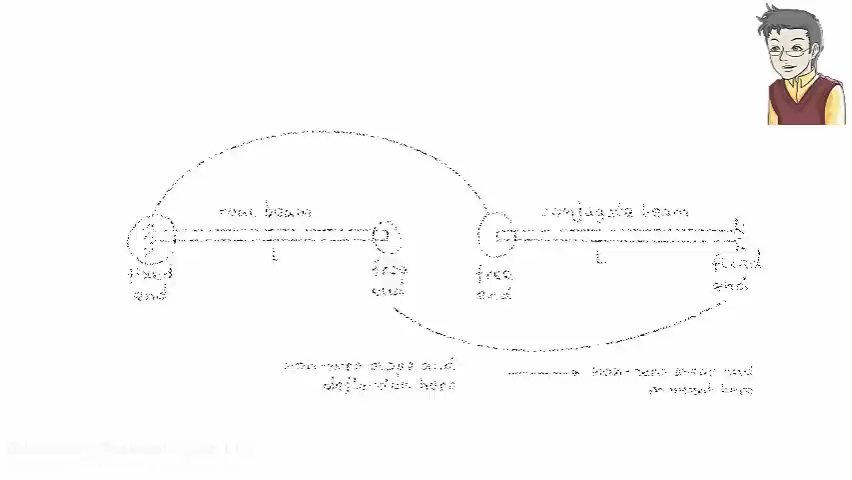 real beam
conjugate beam
L
L
fixed
end
free
end
free
end
fixed
end
non-zero slope and
deflection here
non-zero shear and
moment here